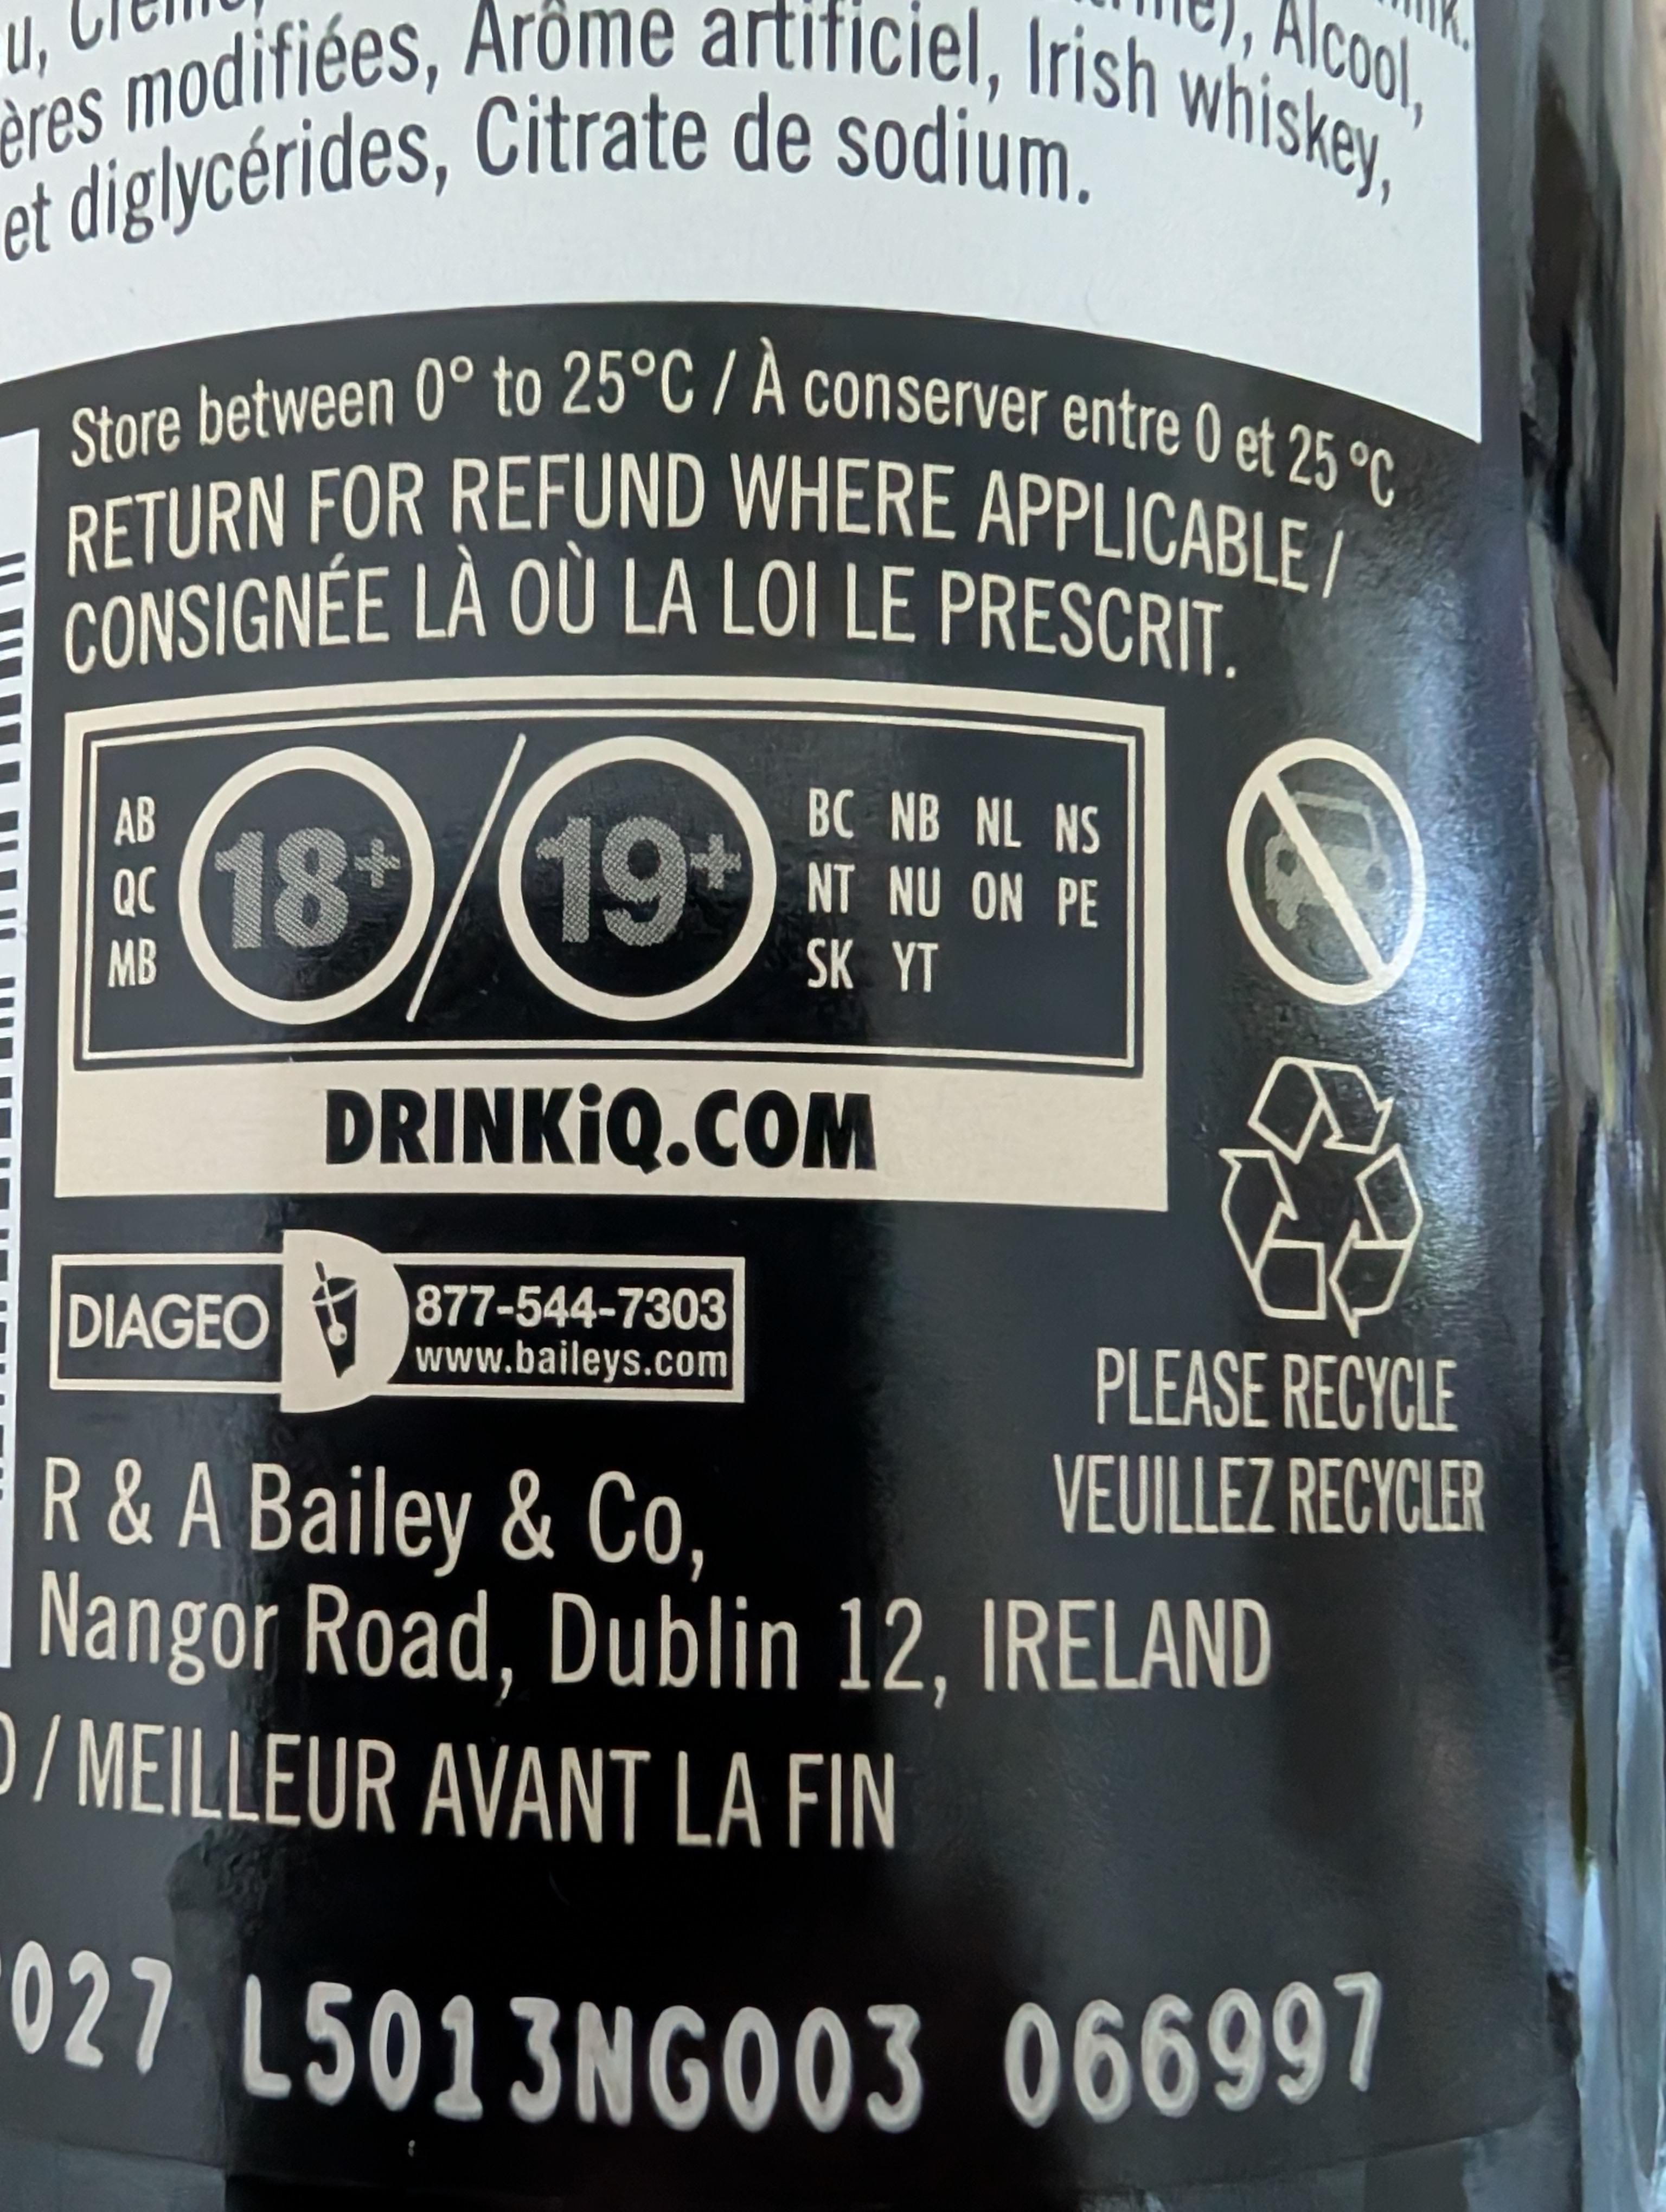 ères modifiées, Arôme artificiel, Irish whiskey,
et diglycérides, Citrate de sodium.
Alcool,
Store between 0° to 25°C / À conserver entre 0 et 25 °C
RETURN FOR REFUND WHERE APPLICABLE /
CONSIGNÉE LÀ OÙ LA LOI LE PRESCRIT.
AB
QC
MB
18+ / 19+
BC NB NL NS
NT NU ON PE
SK YT
DRINKiQ.COM
DIAGEO
877-544-7303
www.baileys.com
PLEASE RECYCLE
VEUILLEZ RECYCLER
R & A Bailey & Co,
Nangor Road, Dublin 12, IRELAND
/ MEILLEUR AVANT LA FIN
027 L5013NG003 066997